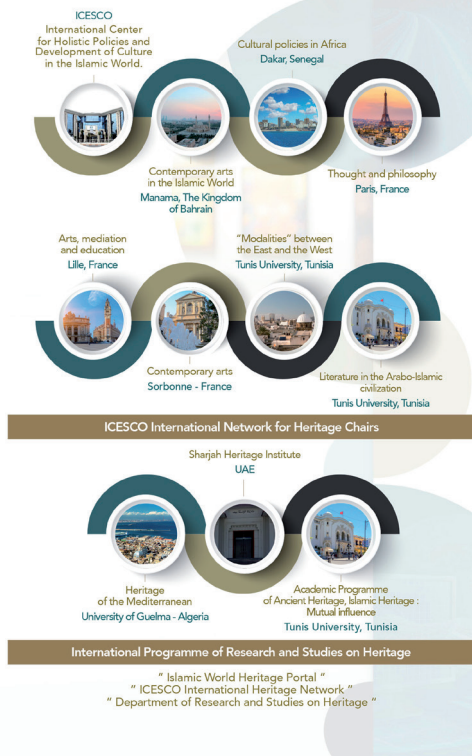 ICESCO
International Center
for Holistic Policies and
Development of Culture
in the Islamic World.
Cultural policies in Africa
Dakar, Senegal
Contemporary arts
in the Islamic World
Manama, The Kingdom
of Bahrain
Thought and philosophy
Paris, France
Arts, mediation
and education
Lille, France
"Modalities" between
the East and the West
Tunis University, Tunisia
Contemporary arts
Sorbonne - France
Literature in the Arabo-Islamic
civilization
Tunis University, Tunisia
ICESCO International Network for Heritage Chairs
Sharjah Heritage Institute
UAE
Heritage
of the Mediterranean
University of Guelma - Algeria
Academic Programme
of Ancient Heritage, Islamic Heritage :
Mutual influence
Tunis University, Tunisia
International Programme of Research and Studies on Heritage
" Islamic World Heritage Portal "
" ICESCO International Heritage Network "
" Department of Research and Studies on Heritage "